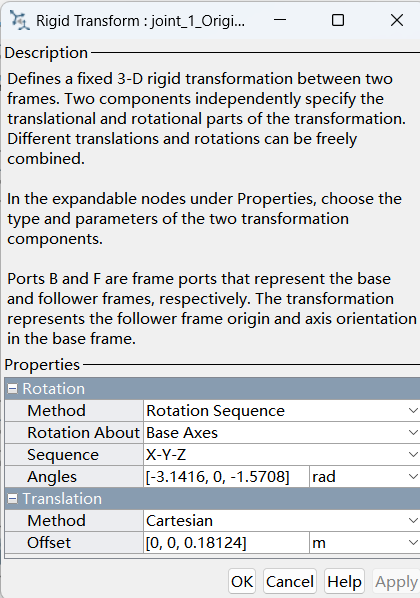 Rigid Transform : joint_1_Origi...
Description
Defines a fixed 3-D rigid transformation between two
frames. Two components independently specify the
translational and rotational parts of the transformation.
Different translations and rotations can be freely
combined.
In the expandable nodes under Properties, choose the
type and parameters of the two transformation
components.
Ports B and F are frame ports that represent the base
and follower frames, respectively. The transformation
represents the follower frame origin and axis orientation
in the base frame.
Properties
Rotation
Method Rotation Sequence
Rotation About Base Axes
Sequence X-Y-Z
Angles [-3.1416, 0, -1.5708] rad
Translation
Method Cartesian
Offset [0, 0, 0.18124] m
OK Cancel Help Apply